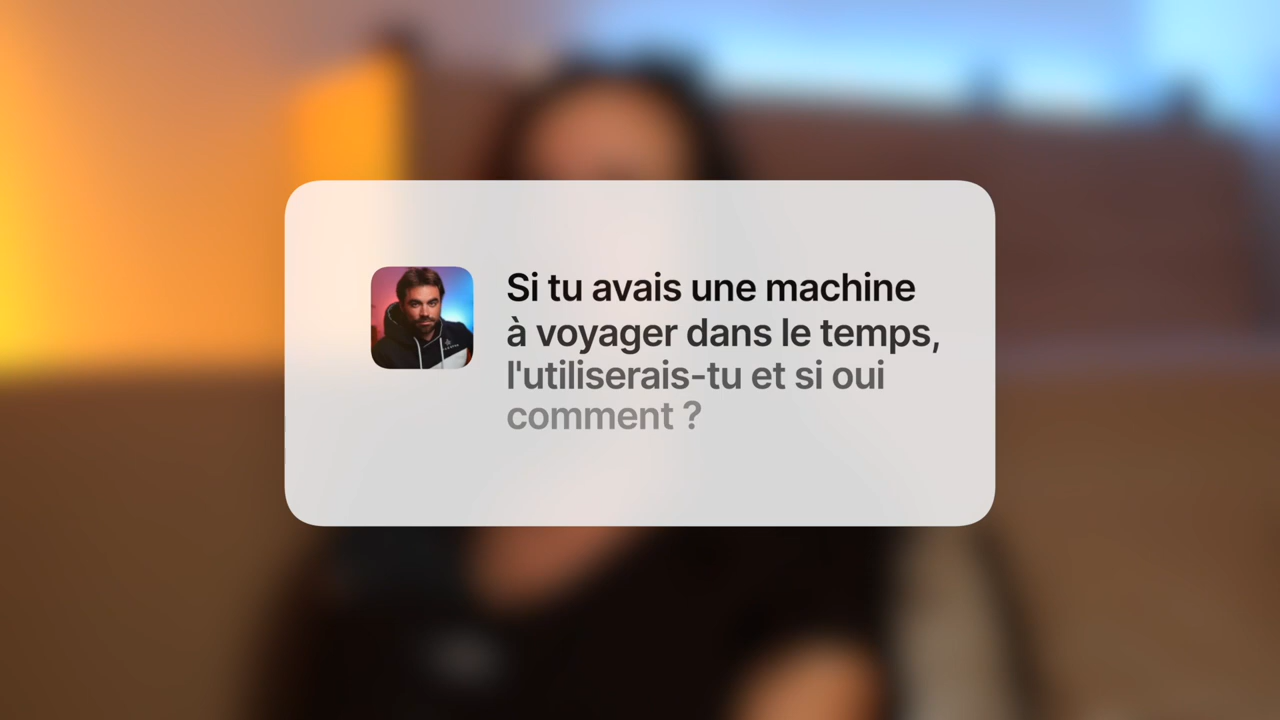 Si tu avais une machine
à voyager dans le temps,
l'utiliserais-tu et si oui
comment ?